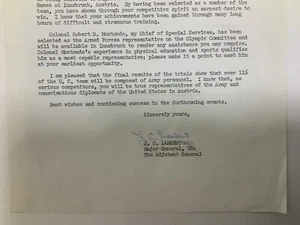 Games at Innsbruck, Austria. By having been selected as a member of the
team, you have shown through your competitive spirit an earnest desire to
win. I know that your achievements have been gained through many long
hours of difficult and strenuous training.
Colonel Robert D. Montondo, my Chief of Special Services, has been
selected as the Armed Forces representative on the Olympic Committee and
will be available in Innsbruck to render any assistance you may require.
Colonel Montondo's experience in physical education and sports qualifies
him as a most capable representative; please make it a point to meet him
at your earliest opportunity.
I am pleased that the final results of the trials show that over 115
of the U. S. team will be composed of Army personnel. I know that, as
serious competitors, you will be true representatives of the Army and
conscientious diplomats of the United States in Austria.
Best wishes and continuing success in the forthcoming events.
Sincerely yours,
J. C. LAMBERT
Major General, USA
The Adjutant General